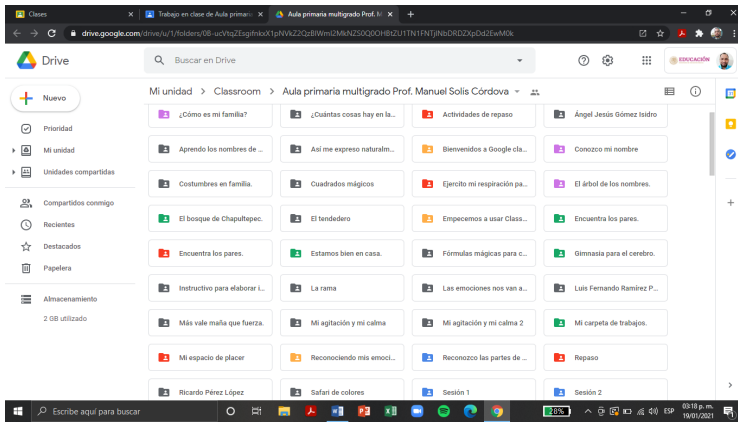 Clases
Trabajo en clase de Aula primaria
Aula primaria multigrado Prof. M
drive.google.com/drive/u/1/folders/
Drive
Buscar en Drive
EDUCACIÓN
Nuevo
Mi unidad > Classroom > Aula primaria multigrado Prof. Manuel Solis Córdova
Prioridad
Mi unidad
Unidades compartidas
Compartidos conmigo
Recientes
Destacados
Papelera
Almacenamiento
2 GB utilizado
¿Cómo es mi familia?
¿Cuántas cosas hay en la...
Actividades de repaso
Ángel Jesús Gómez Isidro
Aprendo los nombres de ...
Así me expreso naturalm...
Bienvenidos a Google cla...
Conozco mi nombre
Costumbres en familia.
Cuadrados mágicos
Ejercito mi respiración pa...
El árbol de los nombres.
El bosque de Chapultepec.
El tendedero
Empecemos a usar Class...
Encuentra los pares.
Encuentra los pares.
Estamos bien en casa.
Fórmulas mágicas para c...
Gimnasia para el cerebro.
Instructivo para elaborar i...
La rama
Las emociones nos van a...
Luis Fernando Ramírez P...
Más vale maña que fuerza.
Mi agitación y mi calma
Mi agitación y mi calma 2
Mi carpeta de trabajos.
Mi espacio de placer
Reconociendo mis emoci...
Reconozco las partes de ...
Repaso
Ricardo Pérez López
Safari de colores
Sesión 1
Sesión 2
Escribe aquí para buscar
28%
ESP
03:18 p. m.
19/01/2021